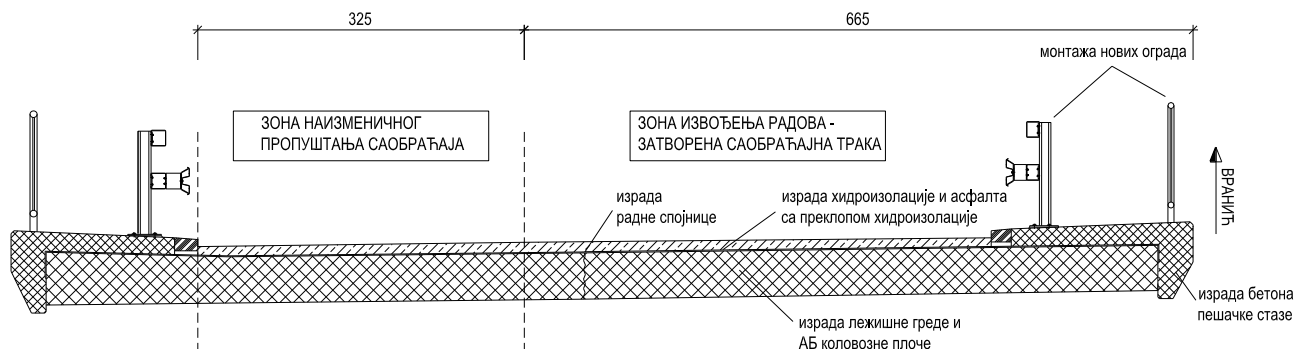 325
665
монтажа нових ограда
ЗОНА НАИЗМЕНИЧНОГ
ПРОПУШТАЊА САОБРАЋАЈА
ЗОНА ИЗВОЂЕЊА РАДОВА -
ЗАТВОРЕНА САОБРАЋАЈНА ТРАКА
ВРАНИЋ
израда
радне спојнице
израда хидроизолације и асфалта
са преклопом хидроизолације
израда бетона
пешачке стазе
израда лежишне греде и
АБ коловозне плоче